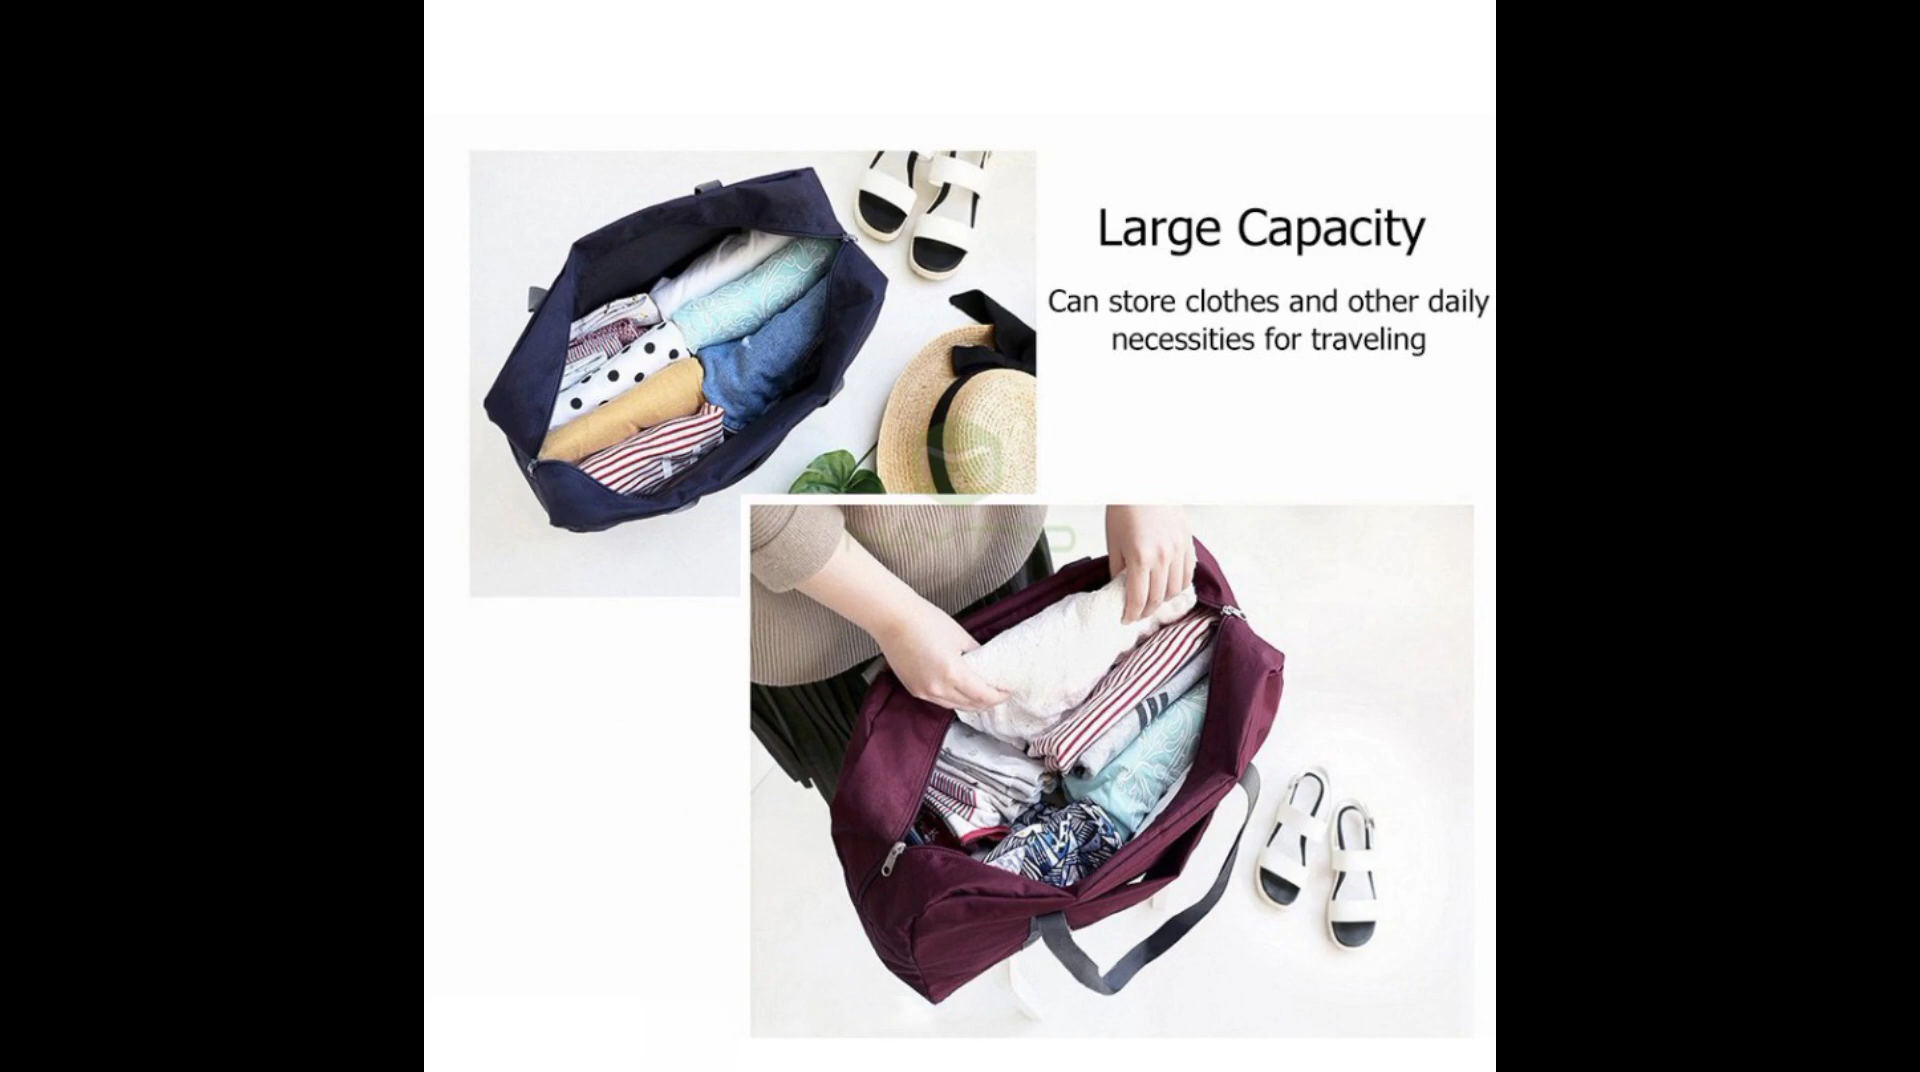 Large Capacity
Can store clothes and other daily
necessities for traveling